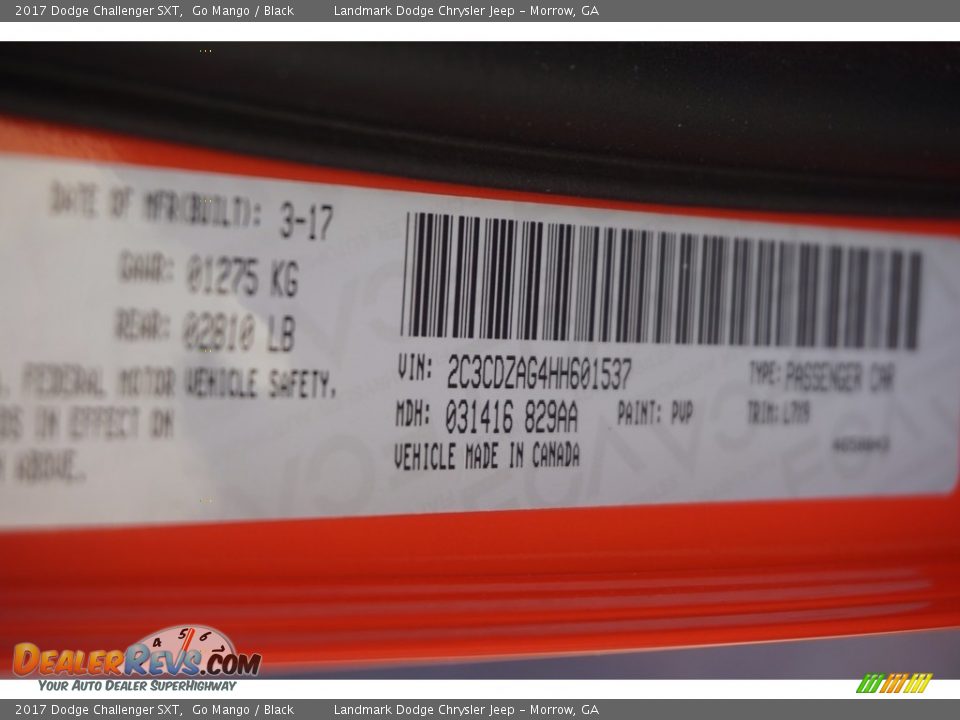 2017 Dodge Challenger SXT, Go Mango / Black Landmark Dodge Chrysler Jeep - Morrow, GA
DATE OF MFR(BUILT): 3-17
GAWR: 01275 KG
REAR: 02810 LB
FEDERAL MOTOR VEHICLE SAFETY,
IN EFFECT ON
ABOVE.
VIN: 2C3CDZAG4HH601537
TYPE: PASSENGER CAR
MDH: 031416 829AA PAINT: PVP
TRIM: L7X9
VEHICLE MADE IN CANADA
4 5 6
DEALERREVS.COM
YOUR AUTO DEALER SUPERHIGHWAY
2017 Dodge Challenger SXT, Go Mango / Black Landmark Dodge Chrysler Jeep - Morrow, GA